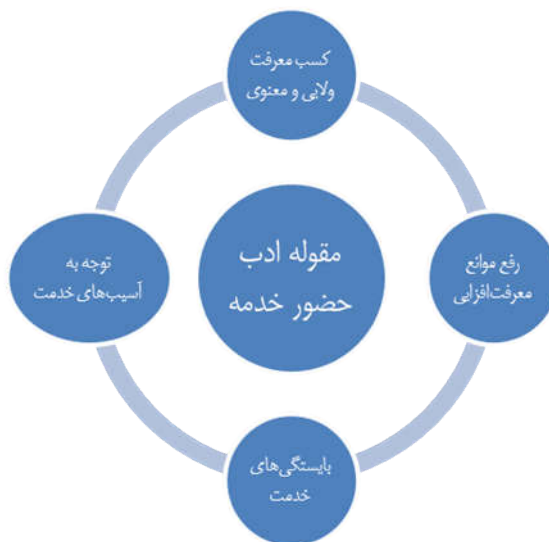 کسب معرفت
ولایی و معنوی
مقوله ادب
حضور خدمه
رفع موانع
معرفت‌افزایی
توجه به
آسیب‌های خدمت
بایستگی‌های
خدمت